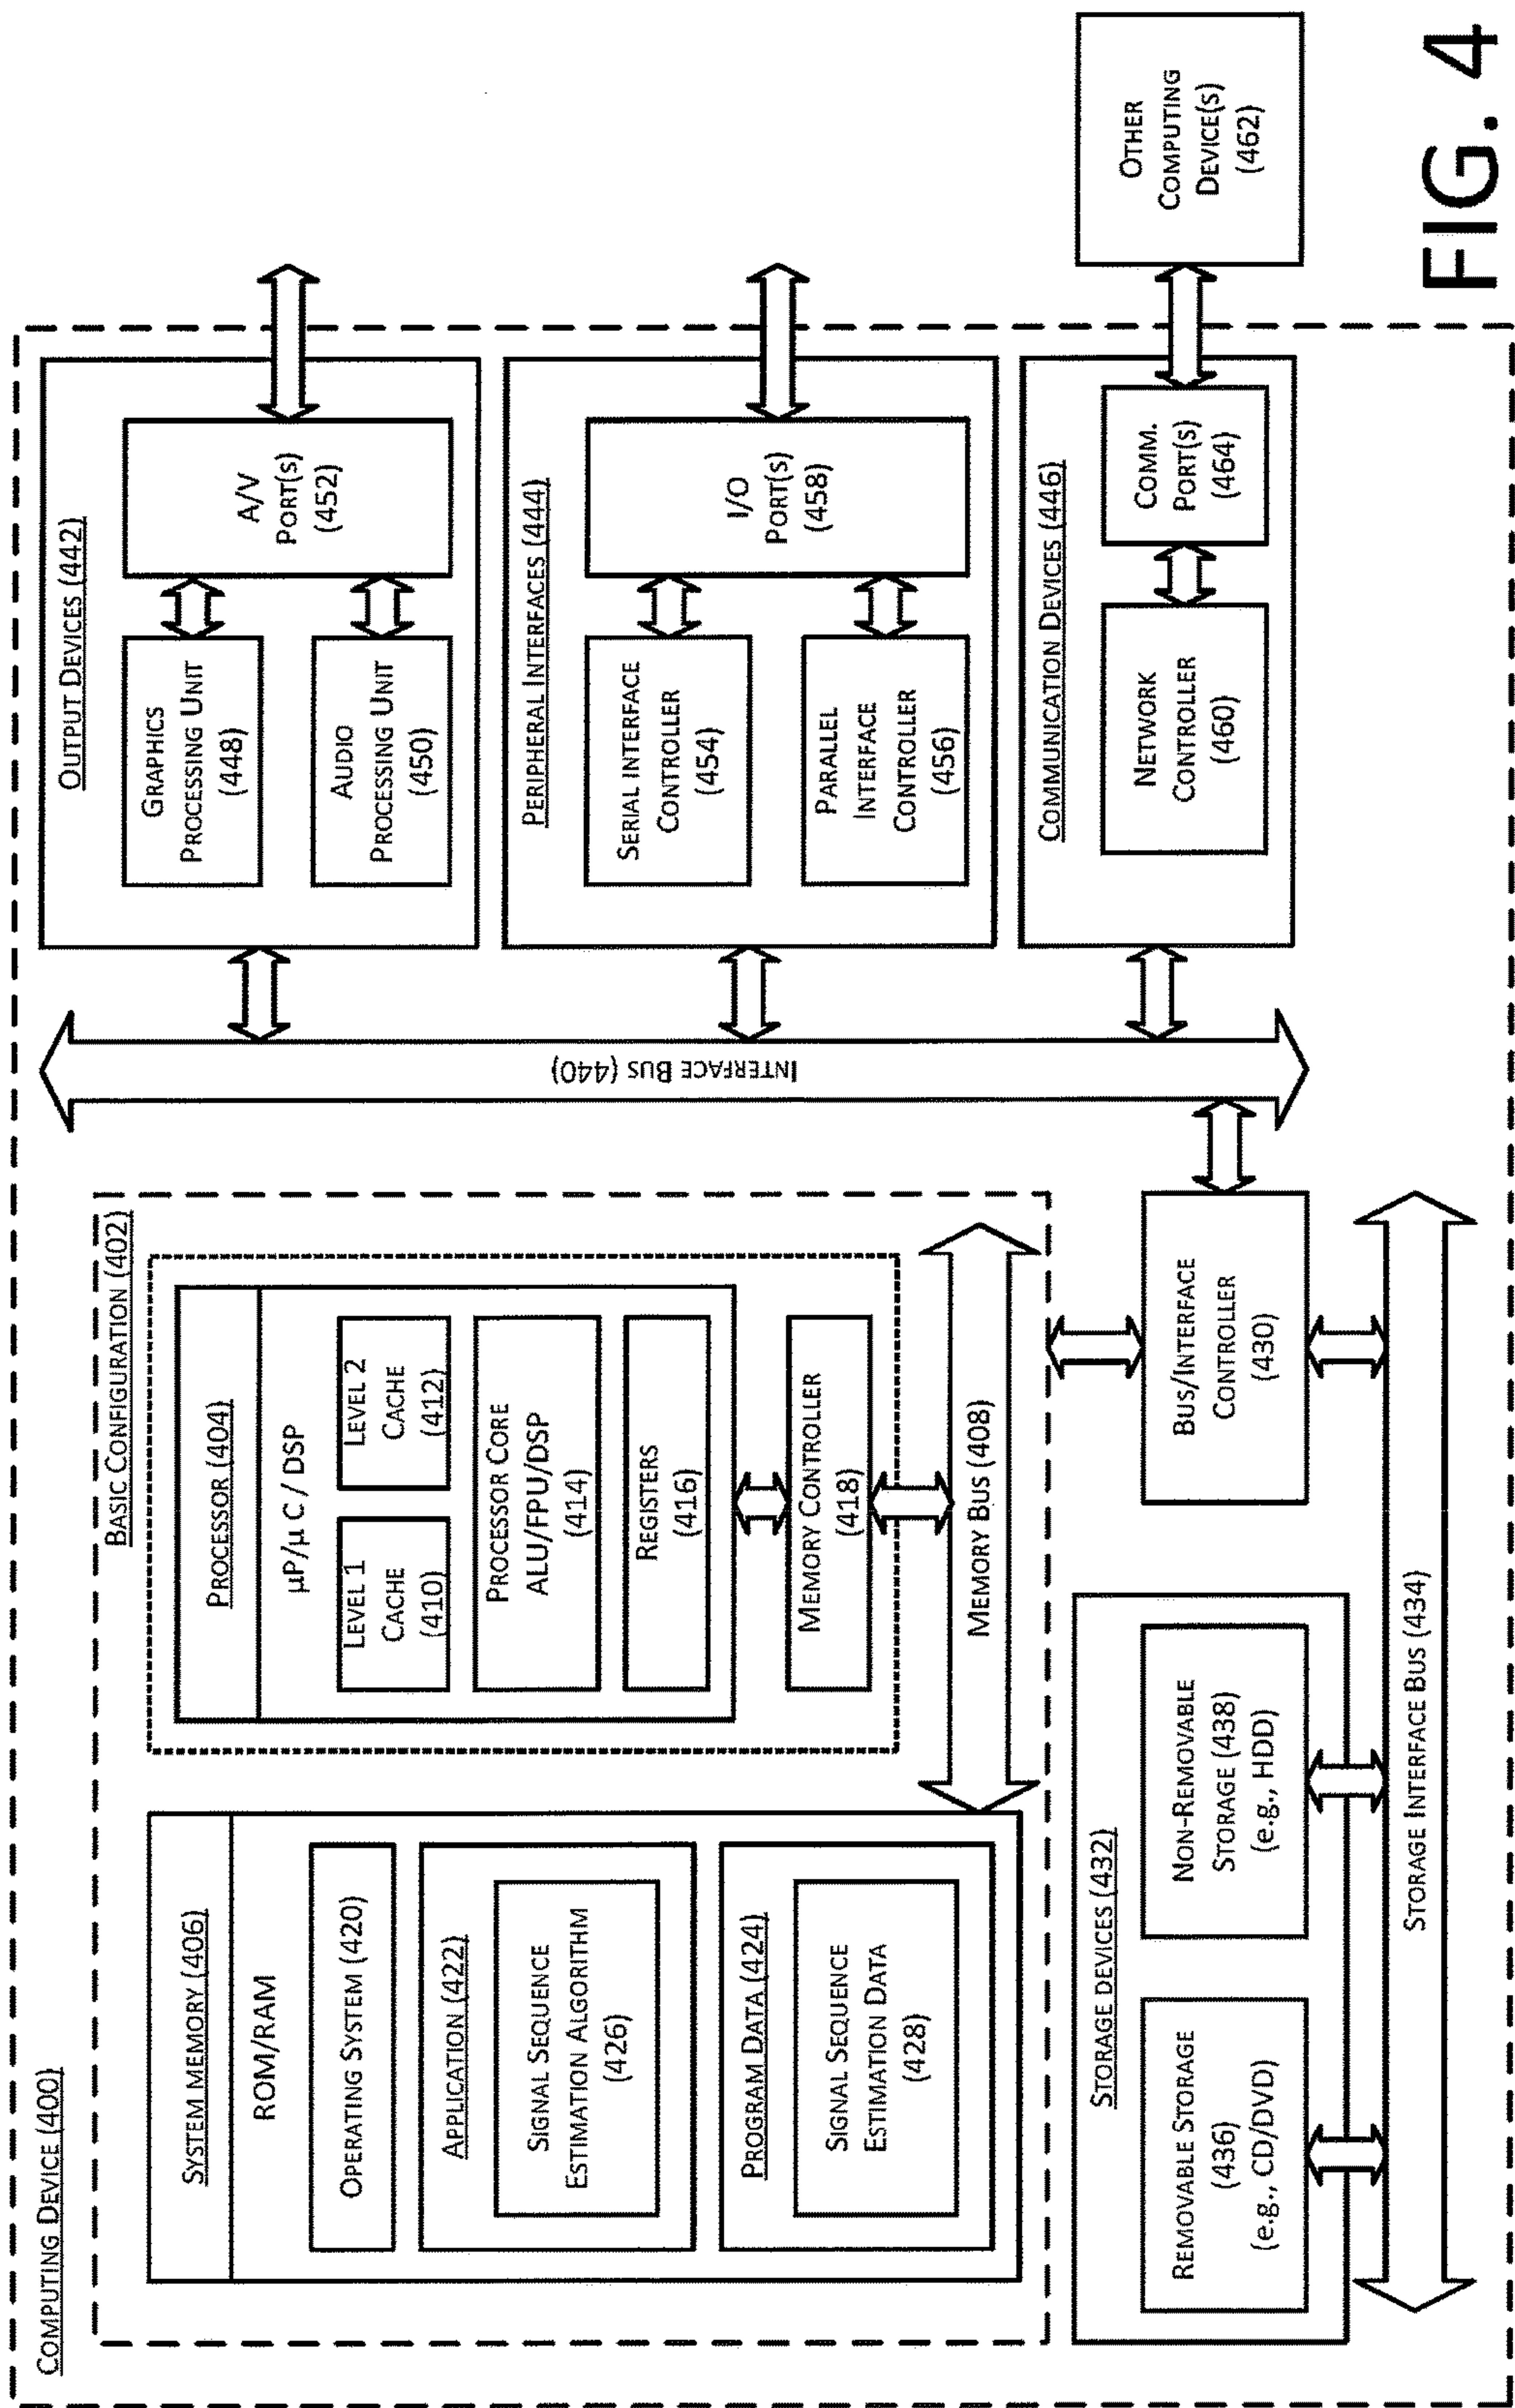 COMPUTING DEVICE (400)
BASIC CONFIGURATION (402)
SYSTEM MEMORY (406)
ROM/RAM
OPERATING SYSTEM (420)
APPLICATION (422)
SIGNAL SEQUENCE
ESTIMATION ALGORITHM
(426)
PROGRAM DATA (424)
SIGNAL SEQUENCE
ESTIMATION DATA
(428)
PROCESSOR (404)
µP/µC / DSP
LEVEL 1
CACHE
(410)
LEVEL 2
CACHE
(412)
PROCESSOR CORE
ALU/FPU/DSP
(414)
REGISTERS
(416)
MEMORY CONTROLLER
(418)
MEMORY BUS (408)
BUS/INTERFACE
CONTROLLER
(430)
STORAGE DEVICES (432)
REMOVABLE STORAGE
(436)
(e.g., CD/DVD)
NON-REMOVABLE
STORAGE (438)
(e.g., HDD)
STORAGE INTERFACE BUS (434)
INTERFACE BUS (440)
OUTPUT DEVICES (442)
GRAPHICS
PROCESSING UNIT
(448)
AUDIO
PROCESSING UNIT
(450)
A/V
PORT(S)
(452)
PERIPHERAL INTERFACES (444)
SERIAL INTERFACE
CONTROLLER
(454)
PARALLEL
INTERFACE
CONTROLLER
(456)
I/O
PORT(S)
(458)
COMMUNICATION DEVICES (446)
NETWORK
CONTROLLER
(460)
COMM.
PORT(S)
(464)
OTHER
COMPUTING
DEVICE(S)
(462)
FIG. 4